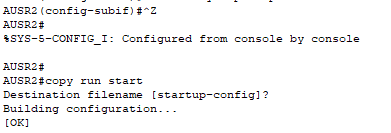 AUSR2(config-subif)#^Z
AUSR2#
%SYS-5-CONFIG_I: Configured from console by console

AUSR2#
AUSR2#copy run start
Destination filename [startup-config]?
Building configuration...
[OK]